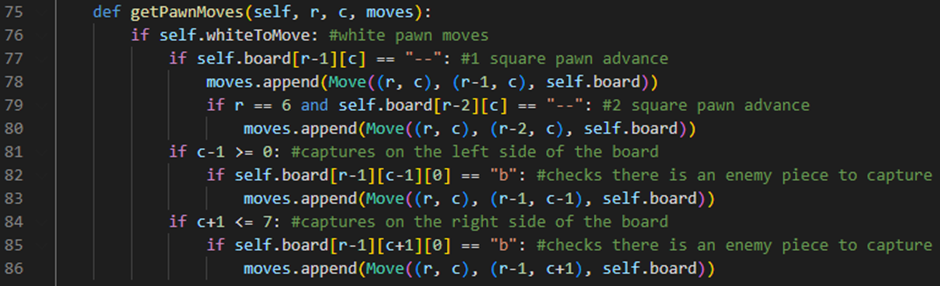 75 def getPawnMoves(self, r, c, moves):
76 if self.whiteToMove: #white pawn moves
77 if self.board[r-1][c] == "--": #1 square pawn advance
78 moves.append(Move((r, c), (r-1, c), self.board))
79 if r == 6 and self.board[r-2][c] == "--": #2 square pawn advance
80 moves.append(Move((r, c), (r-2, c), self.board))
81 if c-1 >= 0: #captures on the left side of the board
82 if self.board[r-1][c-1][0] == "b": #checks there is an enemy piece to capture
83 moves.append(Move((r, c), (r-1, c-1), self.board))
84 if c+1 <= 7: #captures on the right side of the board
85 if self.board[r-1][c+1][0] == "b": #checks there is an enemy piece to capture
86 moves.append(Move((r, c), (r-1, c+1), self.board))